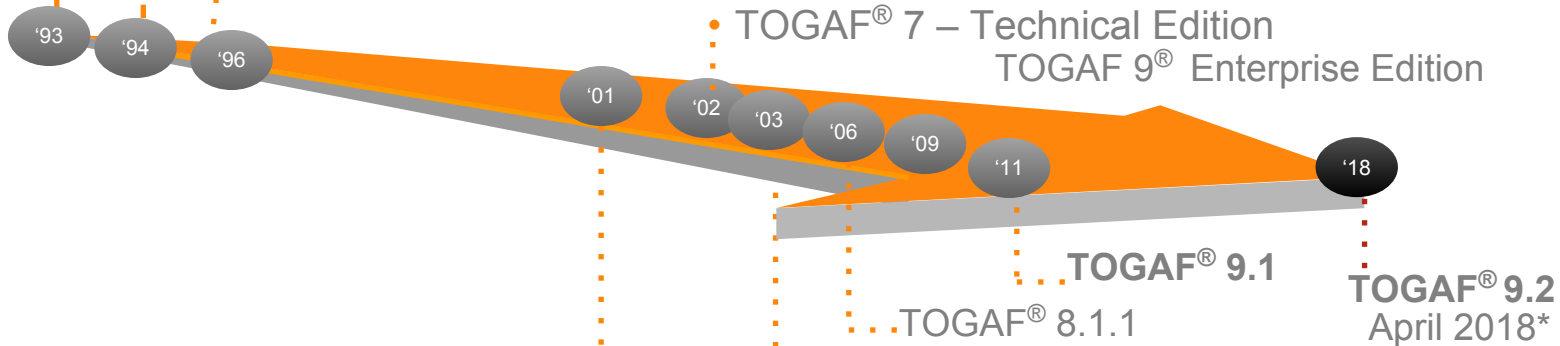 TOGAF® 7 – Technical Edition
TOGAF 9® Enterprise Edition
‘93
‘94
‘96
‘01
‘02
‘03
‘06
‘09
‘11
‘18
TOGAF® 9.1
TOGAF® 9.2
April 2018*
TOGAF® 8.1.1